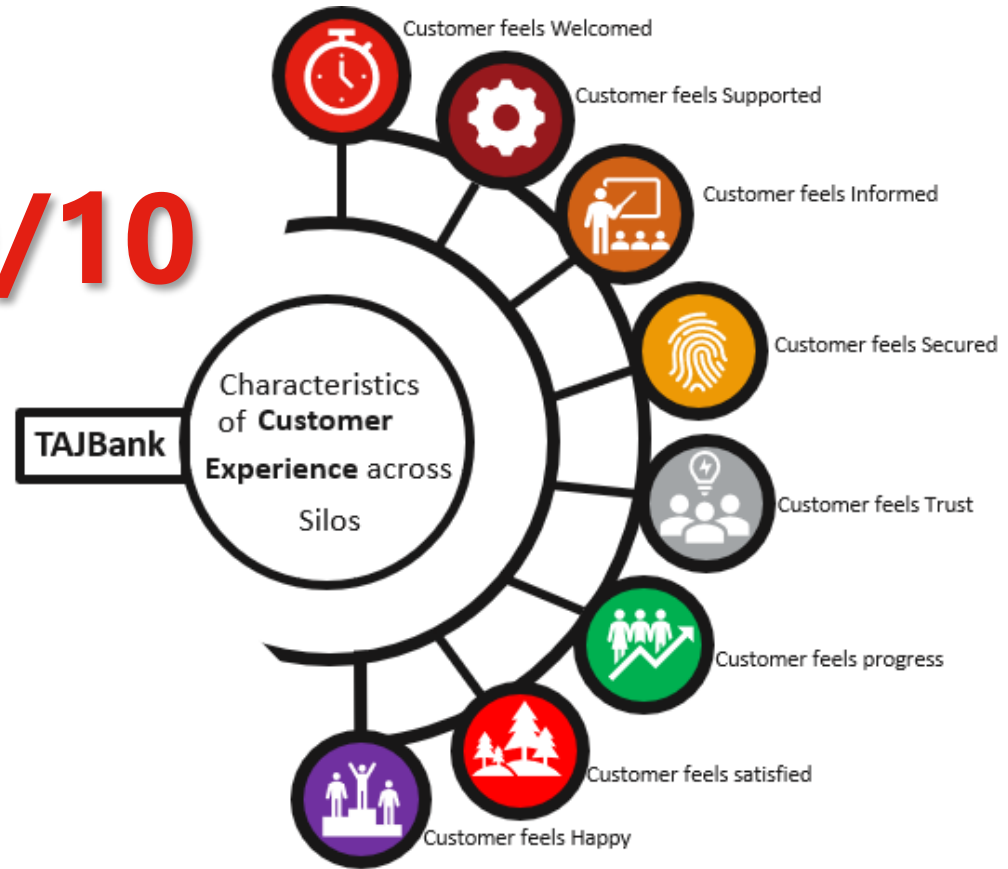 Customer feels Welcomed
Customer feels Supported
Customer feels Informed
/10
Customer feels Secured
Characteristics
of Customer
Experience across
Silos
TAJBank
Customer feels Trust
Customer feels progress
Customer feels satisfied
Customer feels Happy